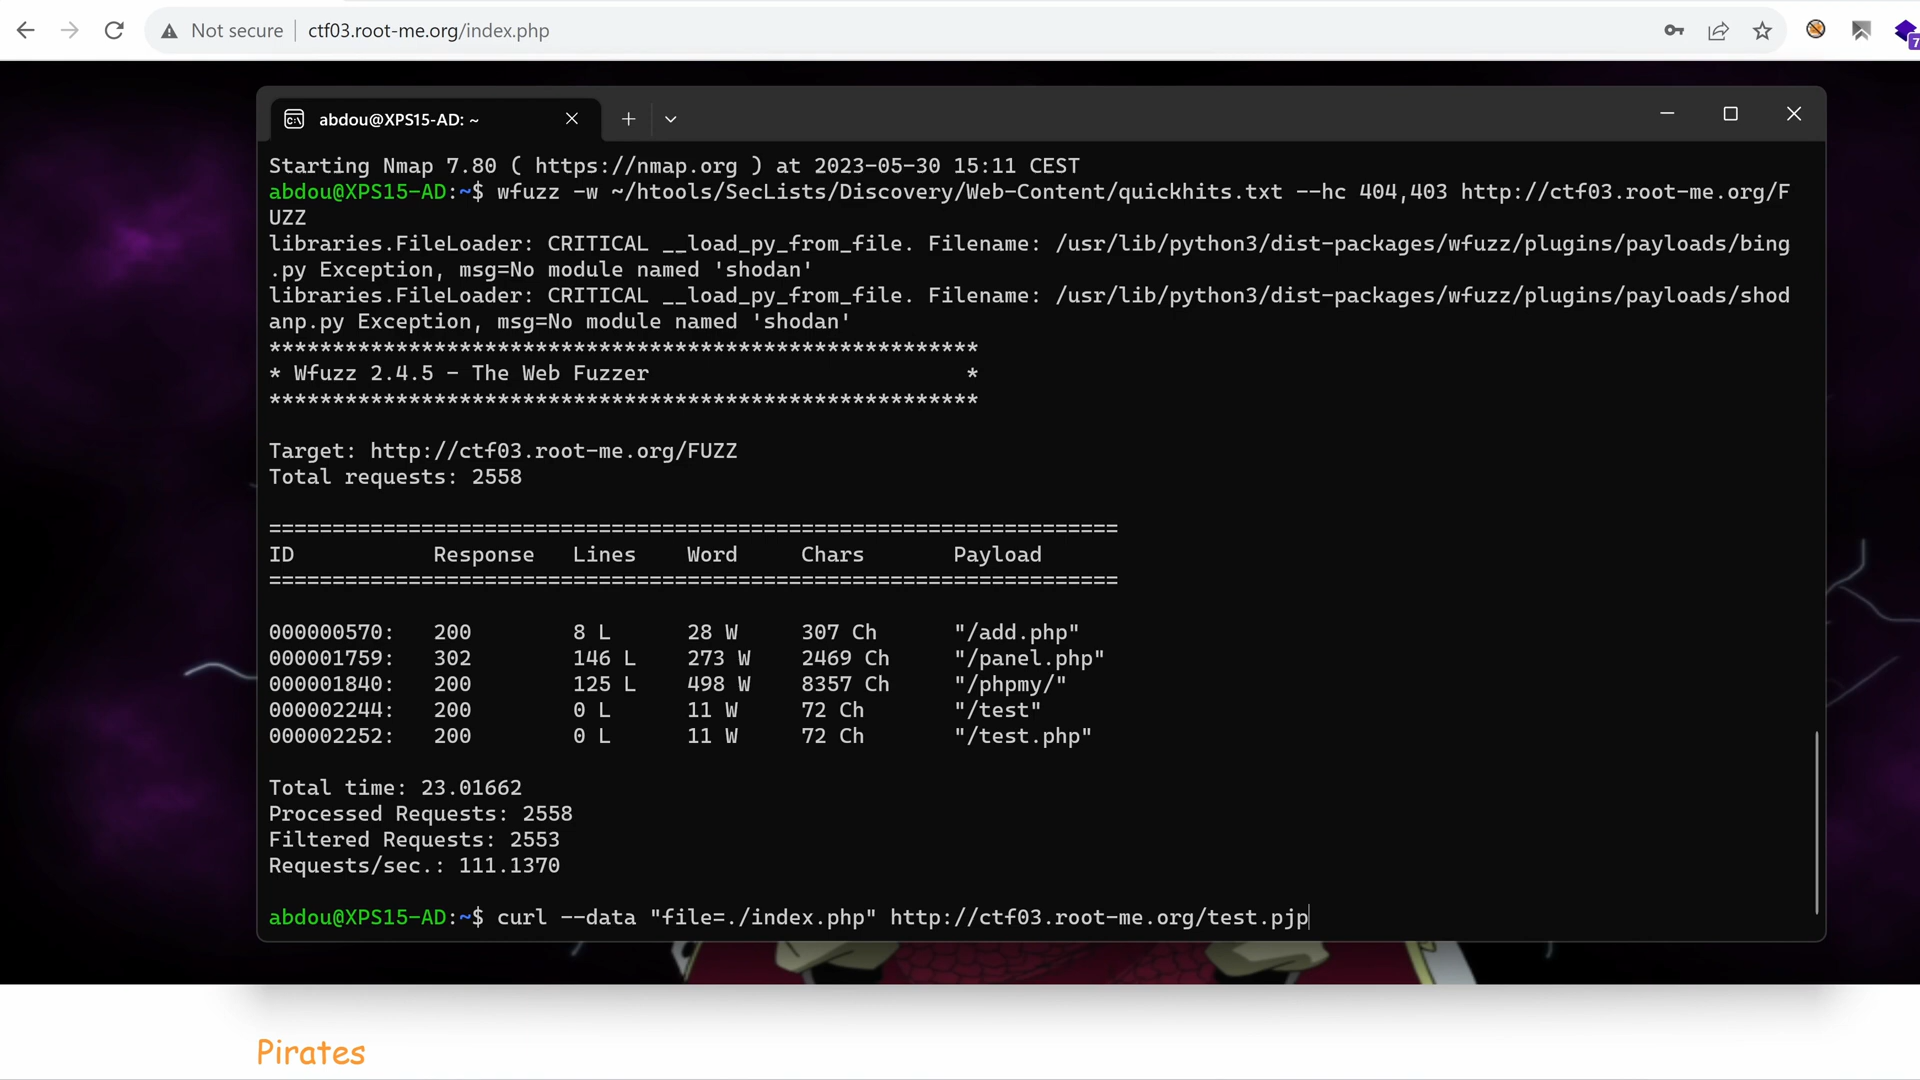 Not secure
ctf03.root-me.org/index.php
7
abdou@XPS15-AD: ~
Starting Nmap 7.80 ( https://nmap.org ) at 2023-05-30 15:11 CEST
abdou@XPS15-AD:~$ wfuzz -w ~/htools/SecLists/Discovery/Web-Content/quickhits.txt --hc 404,403 http://ctf03.root-me.org/F
UZZ
libraries.FileLoader: CRITICAL __load_py_from_file. Filename: /usr/lib/python3/dist-packages/wfuzz/plugins/payloads/bing
.py Exception, msg=No module named 'shodan'
libraries.FileLoader: CRITICAL __load_py_from_file. Filename: /usr/lib/python3/dist-packages/wfuzz/plugins/payloads/shod
anp.py Exception, msg=No module named 'shodan'
********************************************************
* Wfuzz 2.4.5 - The Web Fuzzer                         *
********************************************************
Target: http://ctf03.root-me.org/FUZZ
Total requests: 2558
===================================================================
ID           Response   Lines    Word     Chars       Payload
===================================================================
000000570:   200        8 L      28 W     307 Ch      "/add.php"
000001759:   302        146 L    273 W    2469 Ch     "/panel.php"
000001840:   200        125 L    498 W    8357 Ch     "/phpmy/"
000002244:   200        0 L      11 W     72 Ch       "/test"
000002252:   200        0 L      11 W     72 Ch       "/test.php"
Total time: 23.01662
Processed Requests: 2558
Filtered Requests: 2553
Requests/sec.: 111.1370
abdou@XPS15-AD:~$ curl --data "file=./index.php" http://ctf03.root-me.org/test.pjp
Pirates